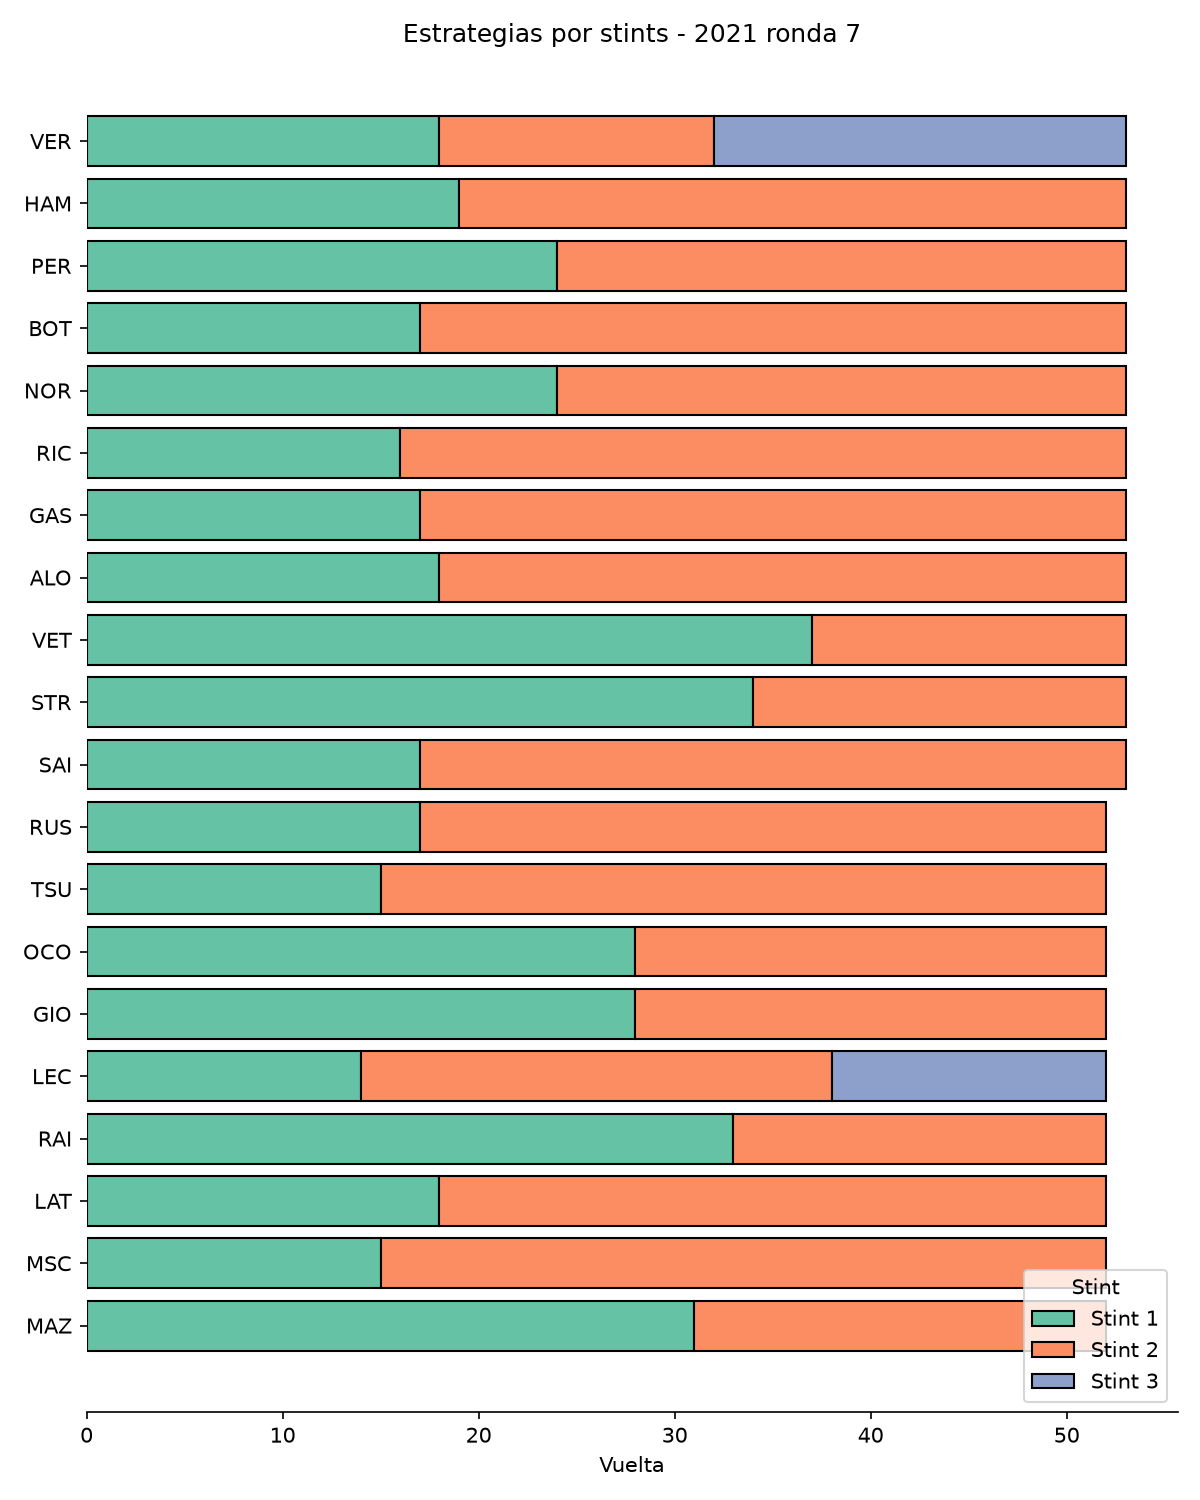 Estrategias por stints - 2021 ronda 7
VER
HAM
PER
BOT
NOR
RIC
GAS
ALO
VET
STR
SAI
RUS
TSU
OCO
GIO
LEC
RAI
LAT
MSC
MAZ
Stint
Stint 1
Stint 2
Stint 3
0 10 20 30 40 50
Vuelta